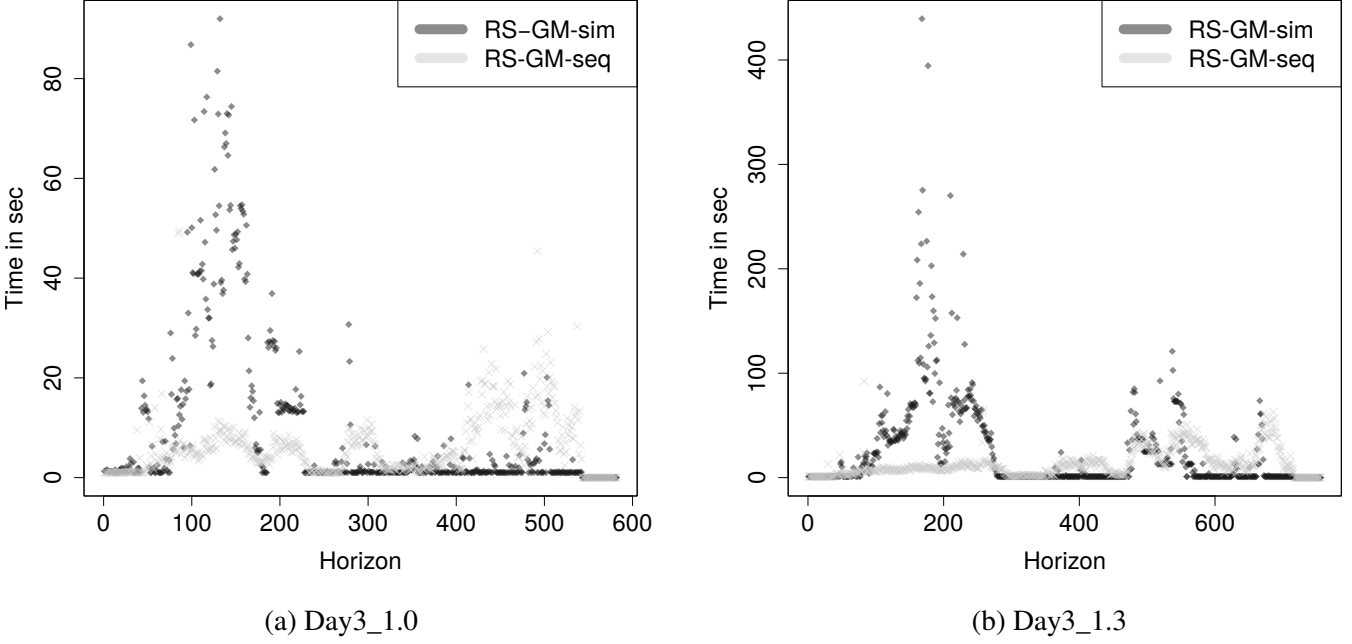 RS−GM−sim
RS-GM-seq
Time in sec
80
60
40
20
0
0 100 200 300 400 500 600
Horizon
(a) Day3_1.0
RS-GM-sim
RS-GM-seq
Time in sec
400
300
200
100
0
0 200 400 600
Horizon
(b) Day3_1.3